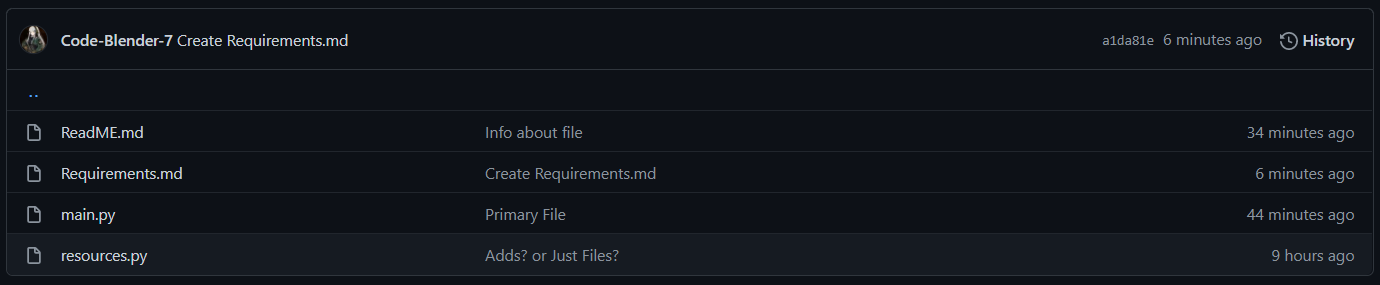 Code-Blender-7 Create Requirements.md a1da81e 6 minutes ago History
..
ReadME.md Info about file 34 minutes ago
Requirements.md Create Requirements.md 6 minutes ago
main.py Primary File 44 minutes ago
resources.py Adds? or Just Files? 9 hours ago